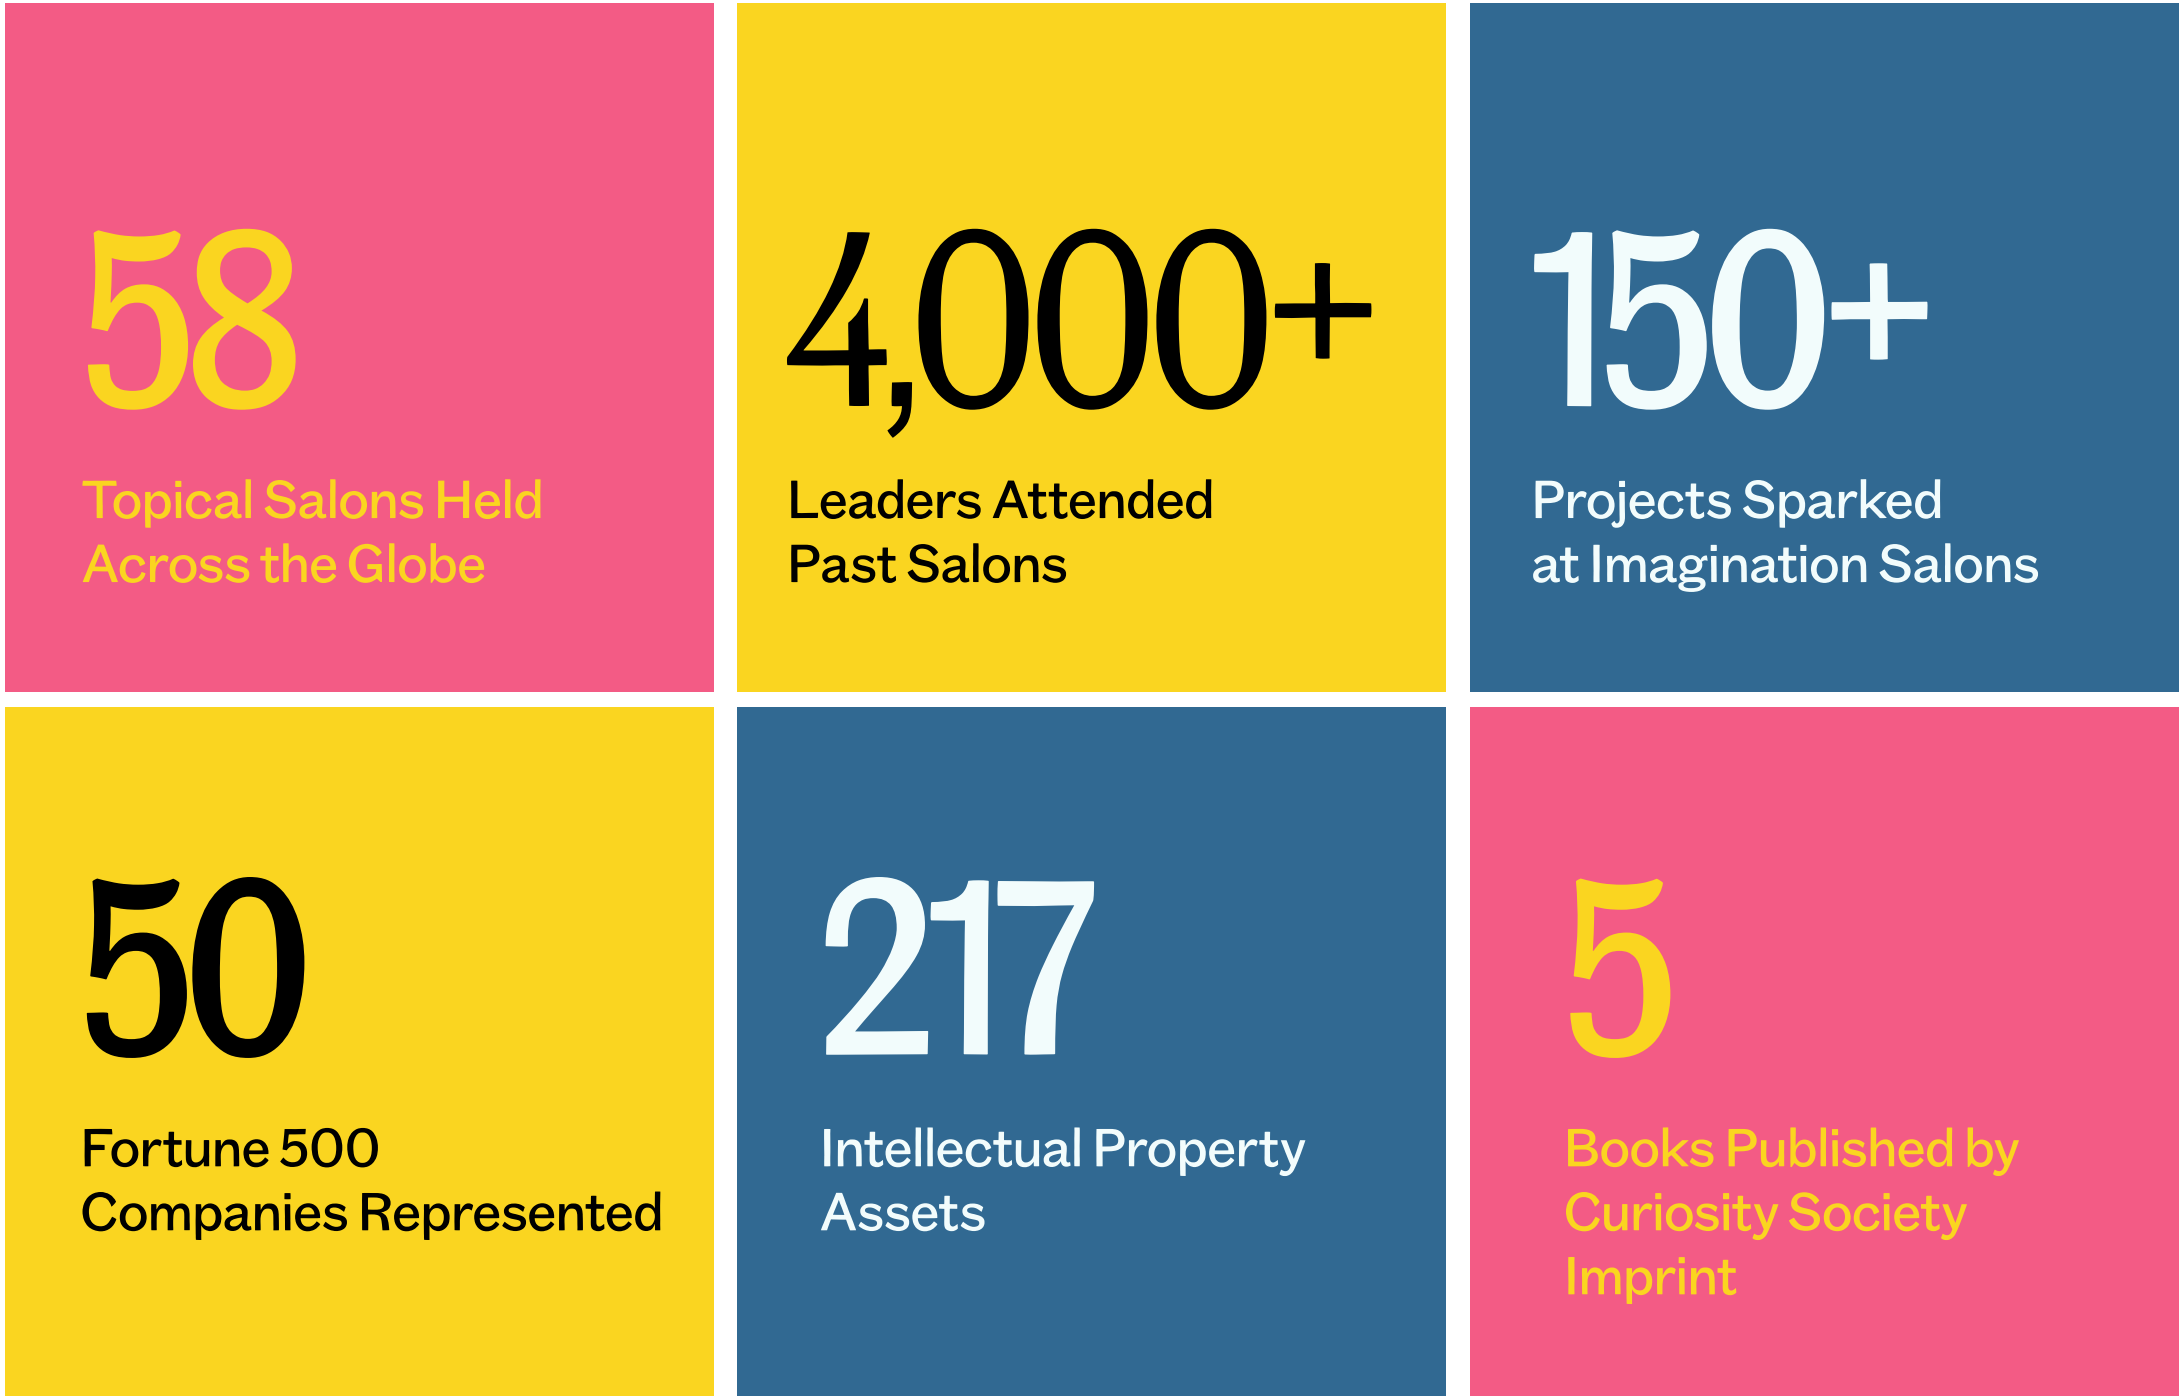 58
Topical Salons Held
Across the Globe
4,000+
Leaders Attended
Past Salons
150+
Projects Sparked
at Imagination Salons
50
Fortune 500
Companies Represented
217
Intellectual Property
Assets
5
Books Published by
Curiosity Society
Imprint